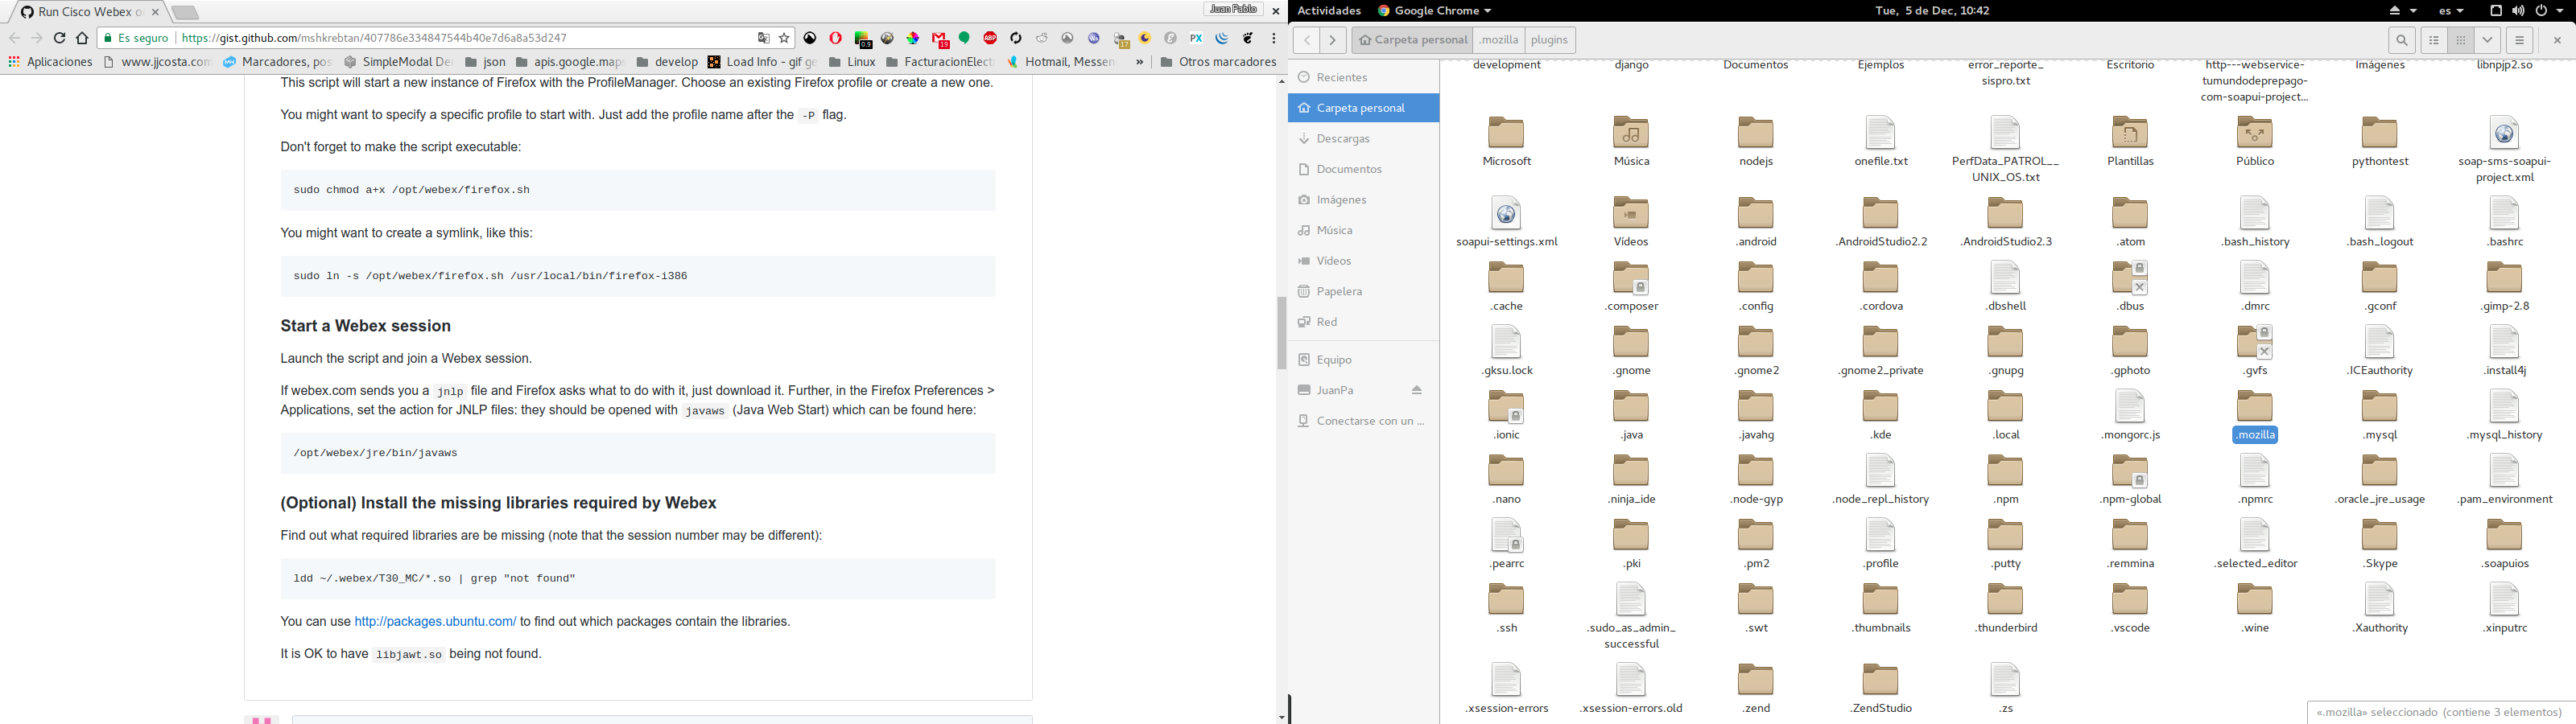 Run Cisco Webex o
Juan Pablo
Es seguro
https://gist.github.com/mshkrebtan/407786e334847544b40e7d6a8a53d247
0.9
19
ABP
17
PX
Aplicaciones
www.jjcosta.com
Marcadores, pos
SimpleModal De
json
apis.google.maps
develop
Load Info - gif ge
Linux
FacturacionElect
Hotmail, Messen
»
Otros marcadores
This script will start a new instance of Firefox with the ProfileManager. Choose an existing Firefox profile or create a new one.
You might want to specify a specific profile to start with. Just add the profile name after the -P flag.
Don't forget to make the script executable:
sudo chmod a+x /opt/webex/firefox.sh
You might want to create a symlink, like this:
sudo ln -s /opt/webex/firefox.sh /usr/local/bin/firefox-i386
Start a Webex session
Launch the script and join a Webex session.
If webex.com sends you a jnlp file and Firefox asks what to do with it, just download it. Further, in the Firefox Preferences >
Applications, set the action for JNLP files: they should be opened with javaws (Java Web Start) which can be found here:
/opt/webex/jre/bin/javaws
(Optional) Install the missing libraries required by Webex
Find out what required libraries are be missing (note that the session number may be different):
ldd ~/.webex/T30_MC/*.so | grep "not found"
You can use http://packages.ubuntu.com/ to find out which packages contain the libraries.
It is OK to have libjawt.so being not found.
Actividades
Google Chrome
Tue, 5 de Dec, 10:42
es
Carpeta personal
.mozilla
plugins
Recientes
Carpeta personal
Descargas
Documentos
Imágenes
Música
Vídeos
Papelera
Red
Equipo
JuanPa
Conectarse con un ...
development
django
Documentos
Ejemplos
error_reporte_
sispro.txt
Escritorio
http---webservice-
tumundodeprepago-
com-soapui-project...
Imágenes
libnpjp2.so
Microsoft
Música
nodejs
onefile.txt
PerfData_PATROL__
UNIX_OS.txt
Plantillas
Público
pythontest
soap-sms-soapui-
project.xml
soapui-settings.xml
Vídeos
.android
.AndroidStudio2.2
.AndroidStudio2.3
.atom
.bash_history
.bash_logout
.bashrc
.cache
.composer
.config
.cordova
.dbshell
.dbus
.dmrc
.gconf
.gimp-2.8
.gksu.lock
.gnome
.gnome2
.gnome2_private
.gnupg
.gphoto
.gvfs
.ICEauthority
.install4j
.ionic
.java
.javahg
.kde
.local
.mongorc.js
.mozilla
.mysql
.mysql_history
.nano
.ninja_ide
.node-gyp
.node_repl_history
.npm
.npm-global
.npmrc
.oracle_jre_usage
.pam_environment
.pearrc
.pki
.pm2
.profile
.putty
.remmina
.selected_editor
.Skype
.soapuios
.ssh
.sudo_as_admin_
successful
.swt
.thumbnails
.thunderbird
.vscode
.wine
.Xauthority
.xinputrc
.xsession-errors
.xsession-errors.old
.zend
.ZendStudio
.zs
«.mozilla» seleccionado (contiene 3 elementos)